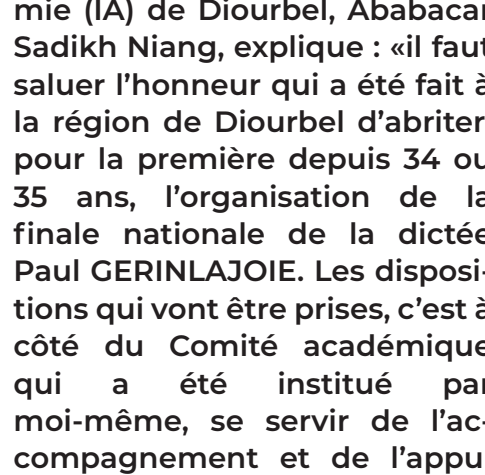 mie (IA) de Diourbel, Ababacar
Sadikh Niang, explique : «il faut
saluer l’honneur qui a été fait à
la région de Diourbel d’abriter
pour la première depuis 34 ou
35 ans, l’organisation de la
finale nationale de la dictée
Paul GERINLAJOIE. Les disposi-
tions qui vont être prises, c’est à
côté du Comité académique
qui a été institué par
moi-même, se servir de l’ac-
compagnement et de l’appu